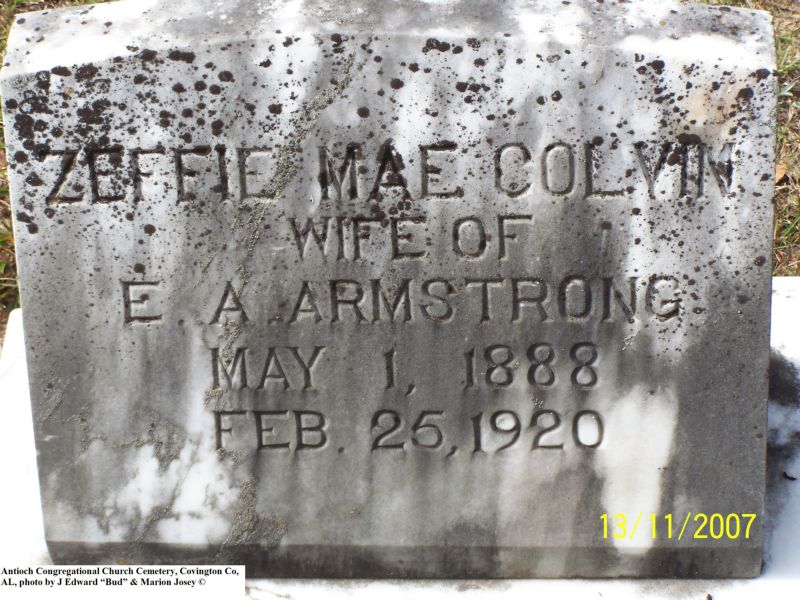 ZEFFIE MAE COLVIN
WIFE OF
E. A. ARMSTRONG
MAY 1, 1888
FEB. 25, 1920
13/11/2007
Antioch Congregational Church Cemetery, Covington Co,
AL, photo by J Edward “Bud” & Marion Josey ©